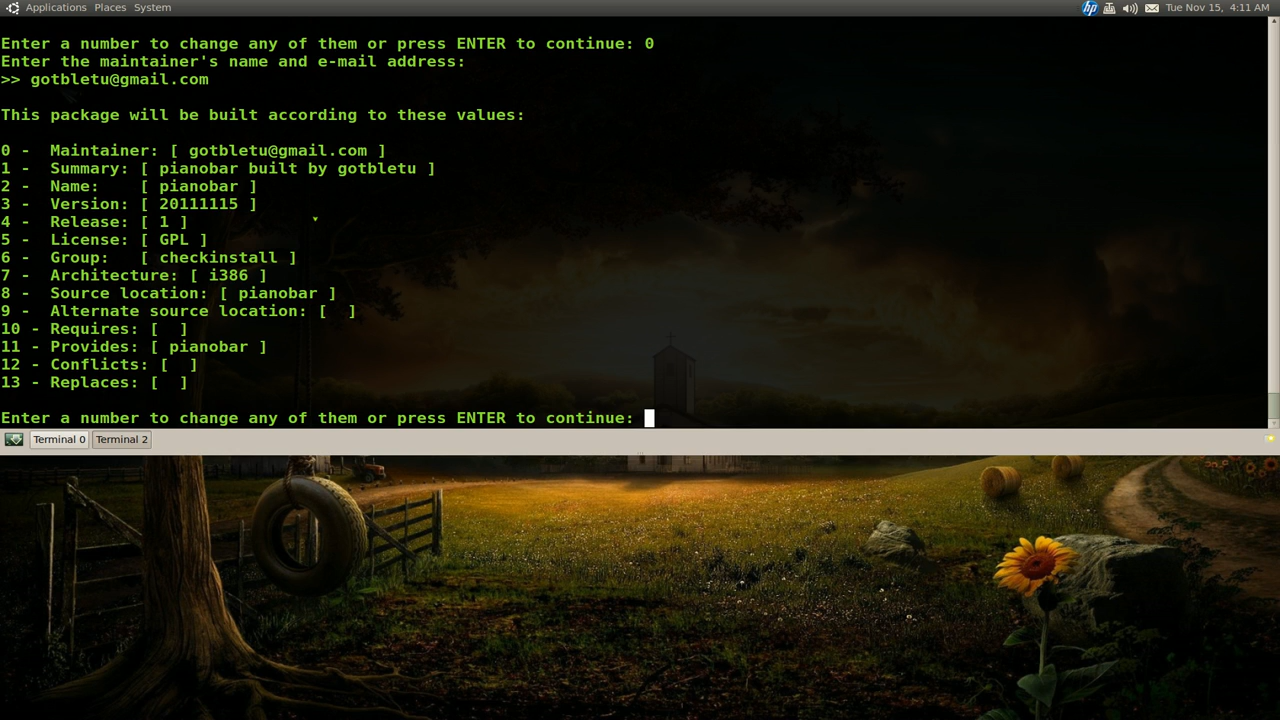 Applications Places System
hp
Tue Nov 15, 4:11 AM
Enter a number to change any of them or press ENTER to continue: 0
Enter the maintainer's name and e-mail address:
>> gotbletu@gmail.com
This package will be built according to these values:
0 - Maintainer: [ gotbletu@gmail.com ]
1 - Summary: [ pianobar built by gotbletu ]
2 - Name: [ pianobar ]
3 - Version: [ 20111115 ]
4 - Release: [ 1 ]
5 - License: [ GPL ]
6 - Group: [ checkinstall ]
7 - Architecture: [ i386 ]
8 - Source location: [ pianobar ]
9 - Alternate source location: [ ]
10 - Requires: [ ]
11 - Provides: [ pianobar ]
12 - Conflicts: [ ]
13 - Replaces: [ ]
Enter a number to change any of them or press ENTER to continue:
Terminal 0 Terminal 2